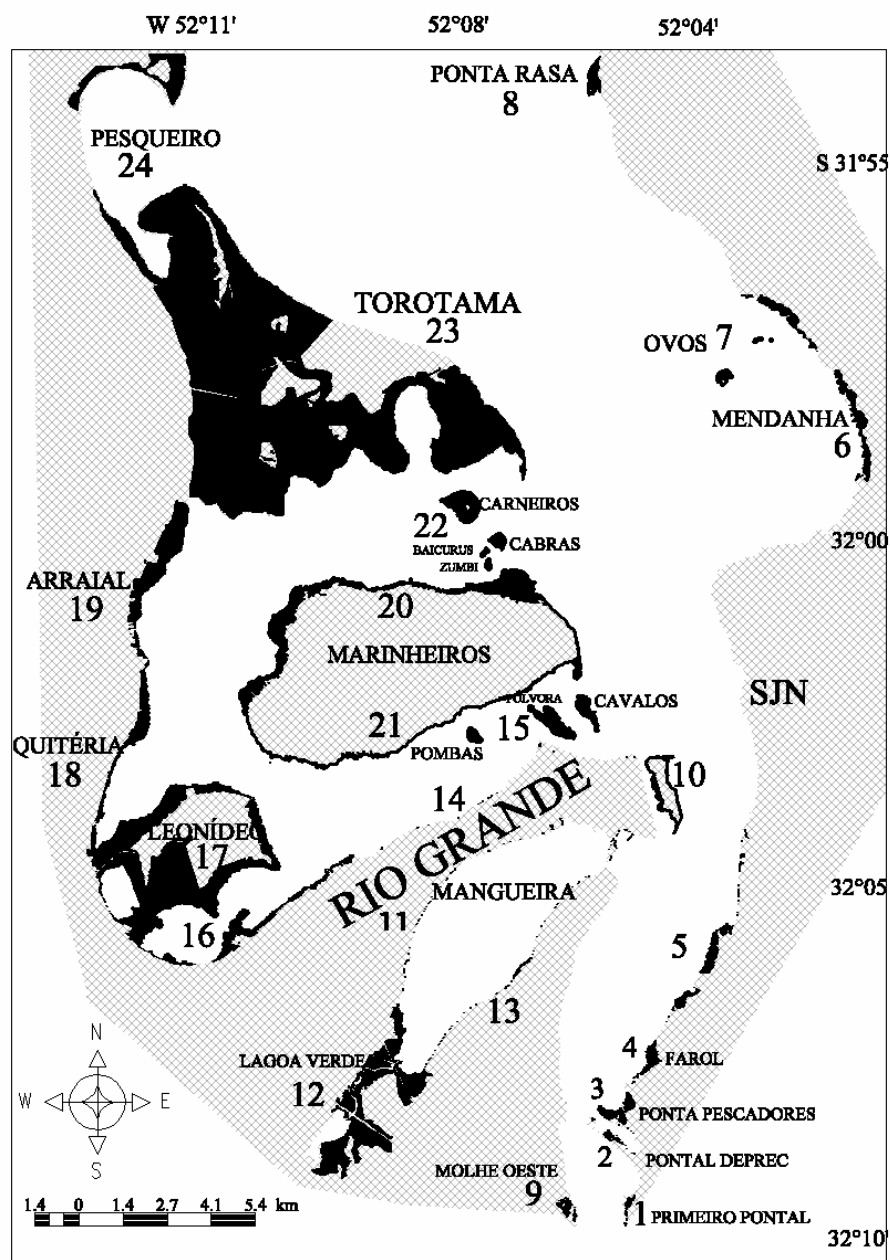 W 52°11' 52°08' 52°04'
PONTA RASA
8
PESQUEIRO
24
S 31°55
TOROTAMA
23
OVOS 7
MENDANHA
6
CARNEIROS
22
CABRAS
BAICURUS
ZUMBI
32°00
ARRAIAL
19
20
MARINHEIROS
SJN
PÓLVORA
CAVALOS
21
15
POMBAS
QUITÉRIA
18
10
14
RIO GRANDE
LEONÍDEO
17
MANGUEIRA
32°05
11
16
5
13
4
FAROL
LAGOA VERDE
12
3
PONTA PESCADORES
2
PONTAL DEPREC
MOLHE OESTE
9
1 PRIMEIRO PONTAL
N
W E
S
1.4 0 1.4 2.7 4.1 5.4 km
32°10'